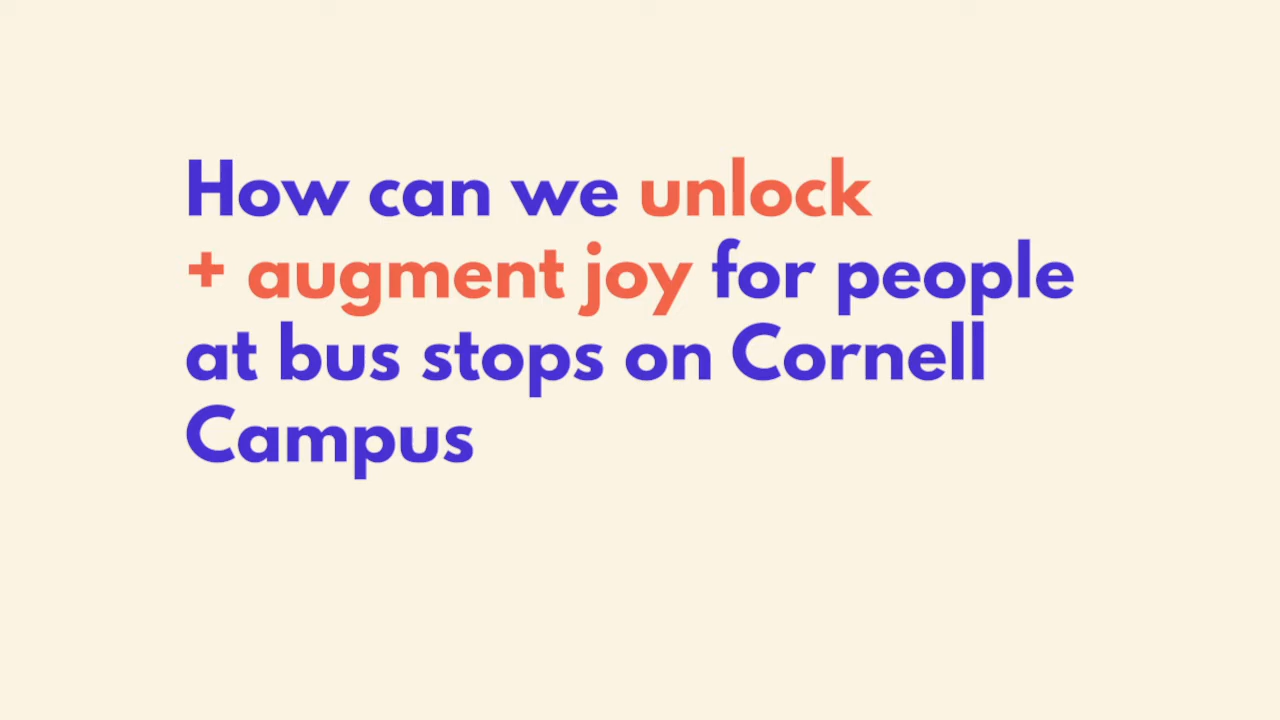 How can we unlock
+ augment joy for people
at bus stops on Cornell
Campus